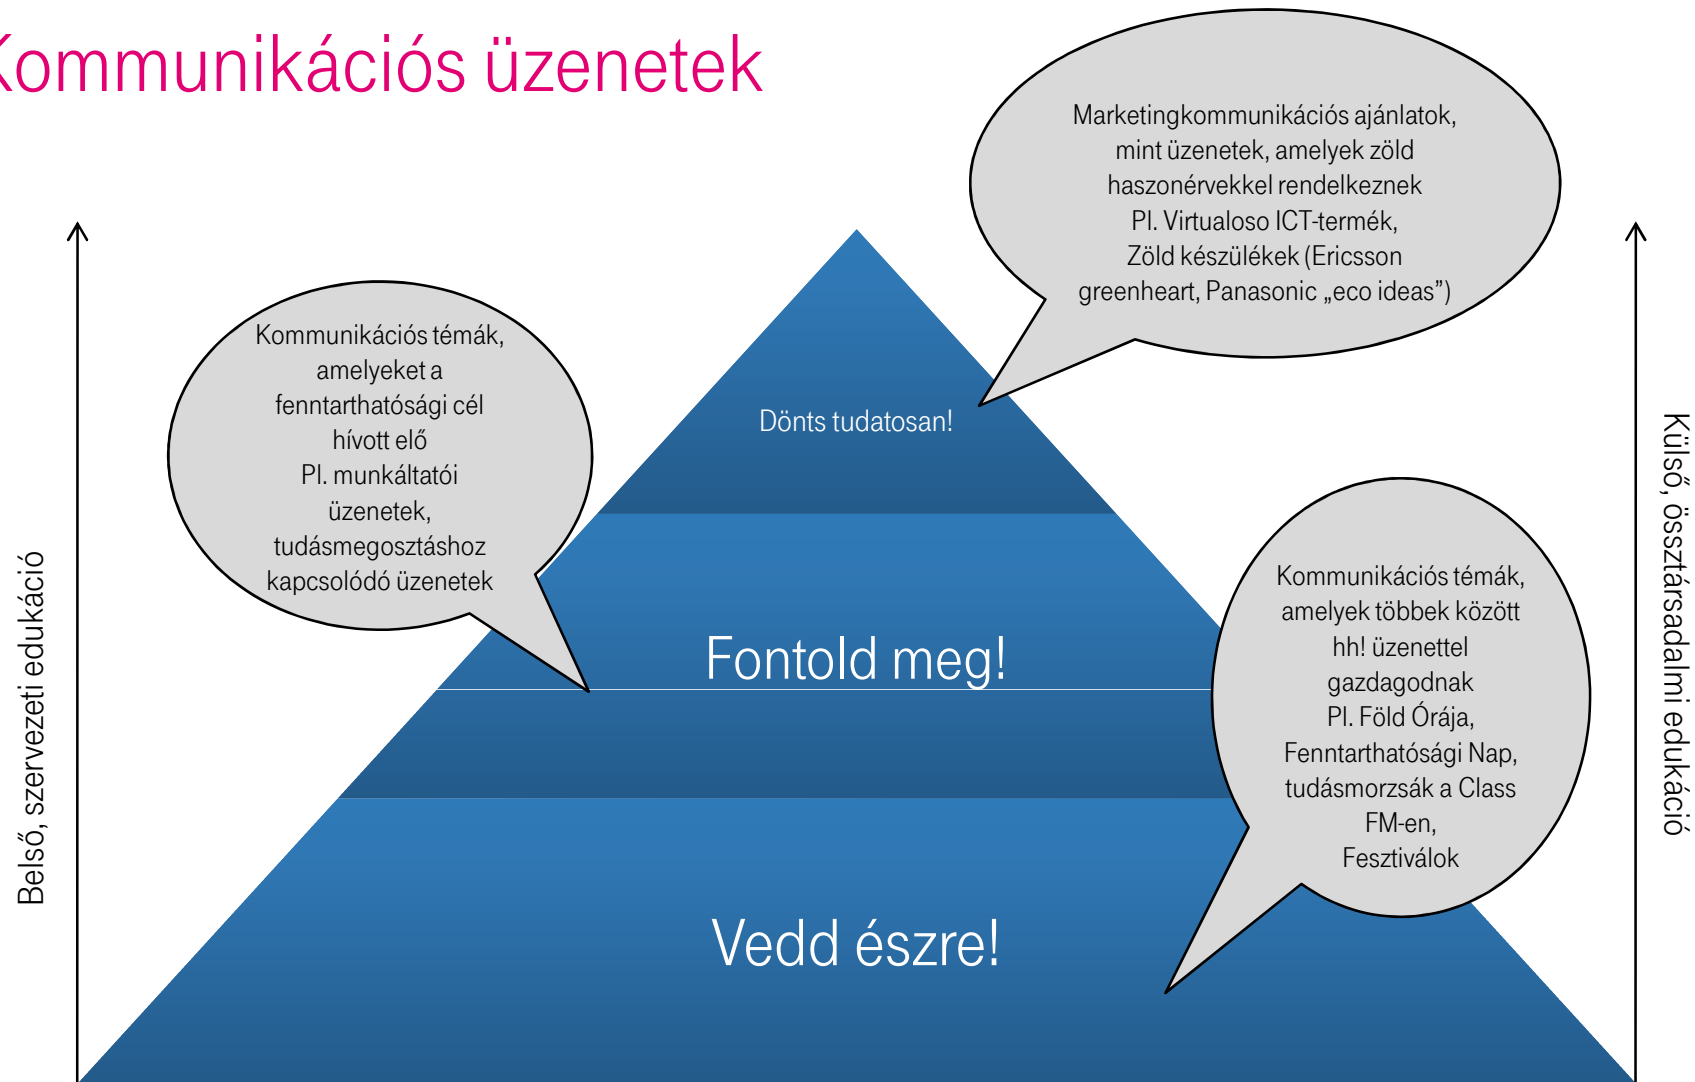 Kommunikációs üzenetek
Marketingkommunikációs ajánlatok,
mint üzenetek, amelyek zöld
haszonérvekkel rendelkeznek
Pl. Virtualoso ICT-termék,
Zöld készülékek (Ericsson
greenheart, Panasonic „eco ideas”)
Kommunikációs témák,
amelyeket a
fenntarthatósági cél
hívott elő
Pl. munkáltatói
üzenetek,
tudásmegosztáshoz
kapcsolódó üzenetek
Dönts tudatosan!
Fontold meg!
Kommunikációs témák,
amelyek többek között
hh! üzenettel
gazdagodnak
Pl. Föld Órája,
Fenntarthatósági Nap,
tudásmorzsák a Class
FM-en,
Fesztiválok
Vedd észre!
Belső, szervezeti edukáció
Külső, össztársadalmi edukáció